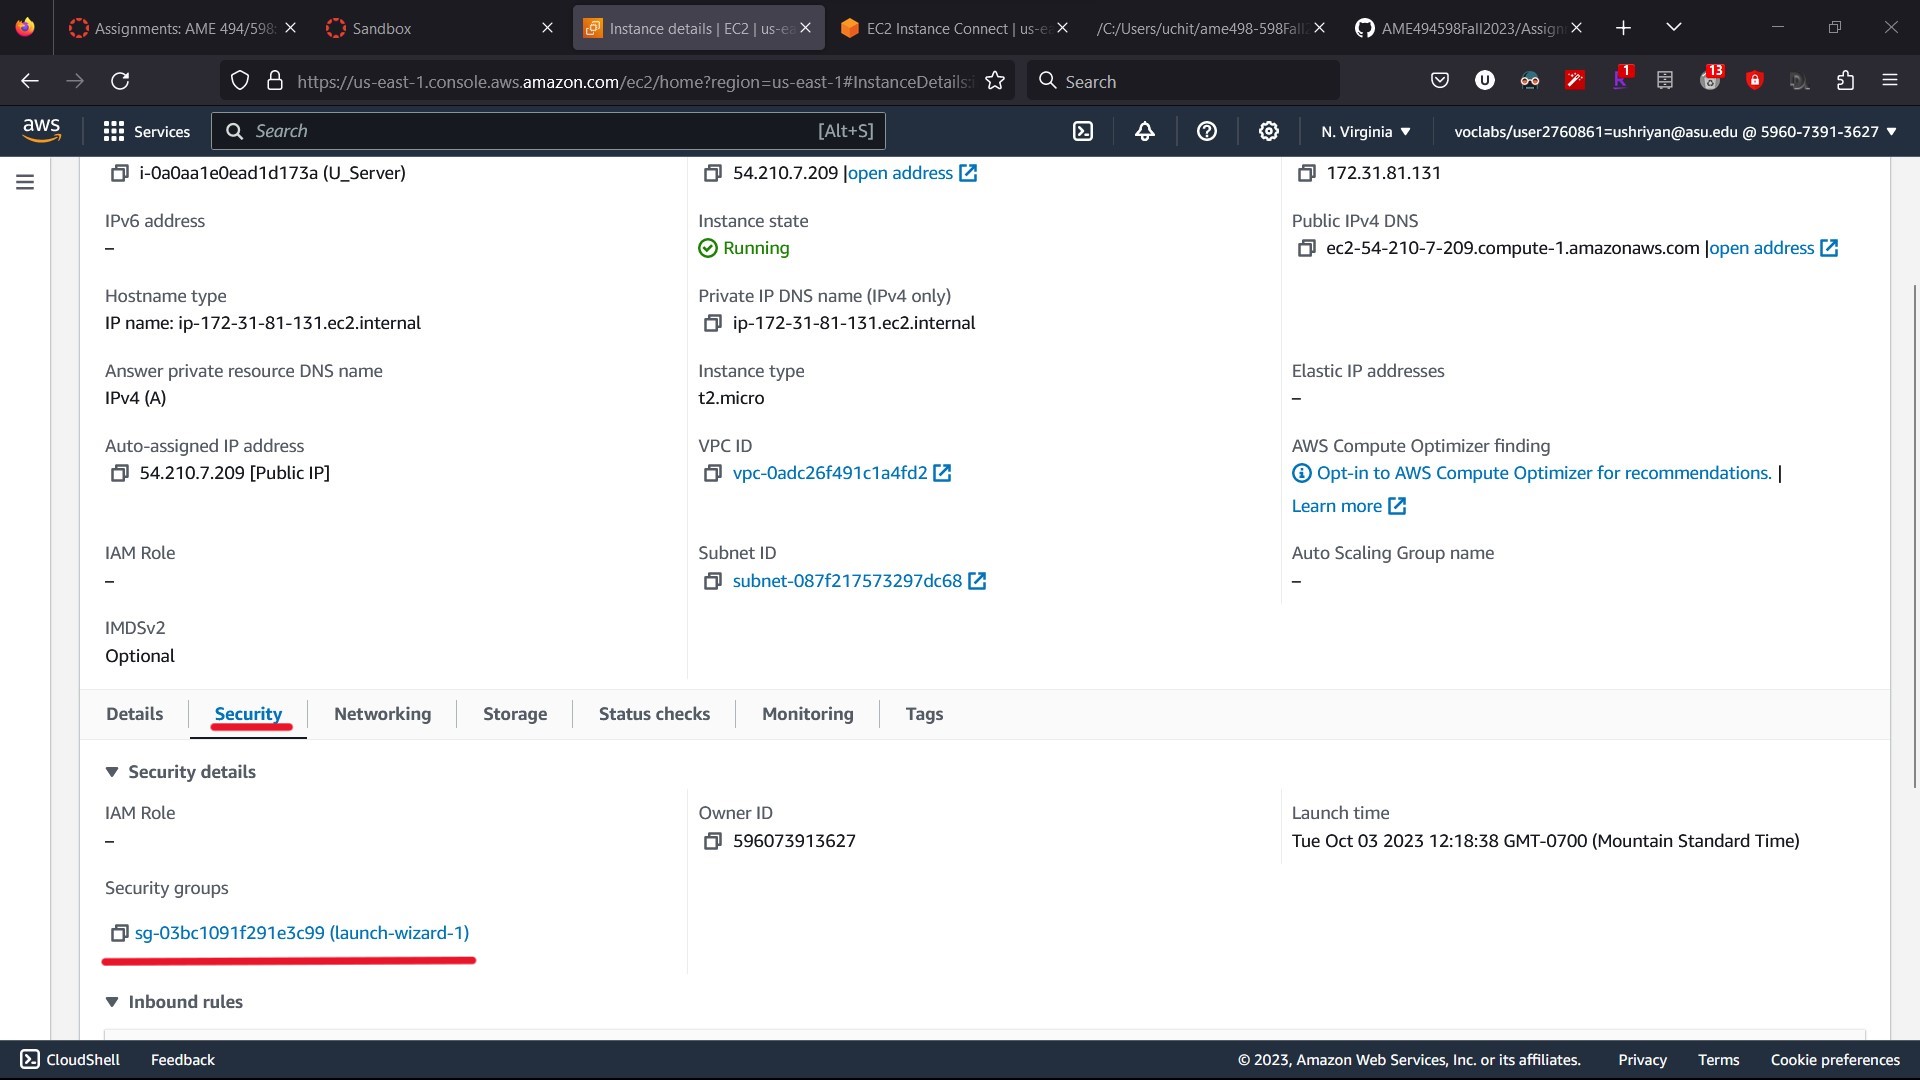 Assignments: AME 494/598:
Sandbox
Instance details | EC2 | us-ea
EC2 Instance Connect | us-e
/C:/Users/uchit/ame498-598Fall2
AME494598Fall2023/Assign
https://us-east-1.console.aws.amazon.com/ec2/home?region=us-east-1#InstanceDetails:i
Search
1
13
aws
Services
Search
[Alt+S]
N. Virginia
voclabs/user2760861=ushriyan@asu.edu @ 5960-7391-3627
i-0a0aa1e0ead1d173a (U_Server)
54.210.7.209 |open address
172.31.81.131
IPv6 address
–
Instance state
Running
Public IPv4 DNS
ec2-54-210-7-209.compute-1.amazonaws.com |open address
Hostname type
IP name: ip-172-31-81-131.ec2.internal
Private IP DNS name (IPv4 only)
ip-172-31-81-131.ec2.internal
Answer private resource DNS name
IPv4 (A)
Instance type
t2.micro
Elastic IP addresses
–
Auto-assigned IP address
54.210.7.209 [Public IP]
VPC ID
vpc-0adc26f491c1a4fd2
AWS Compute Optimizer finding
Opt-in to AWS Compute Optimizer for recommendations. |
Learn more
IAM Role
–
Subnet ID
subnet-087f217573297dc68
Auto Scaling Group name
–
IMDSv2
Optional
Details
Security
Networking
Storage
Status checks
Monitoring
Tags
Security details
IAM Role
–
Owner ID
596073913627
Launch time
Tue Oct 03 2023 12:18:38 GMT-0700 (Mountain Standard Time)
Security groups
sg-03bc1091f291e3c99 (launch-wizard-1)
Inbound rules
CloudShell
Feedback
© 2023, Amazon Web Services, Inc. or its affiliates.
Privacy
Terms
Cookie preferences